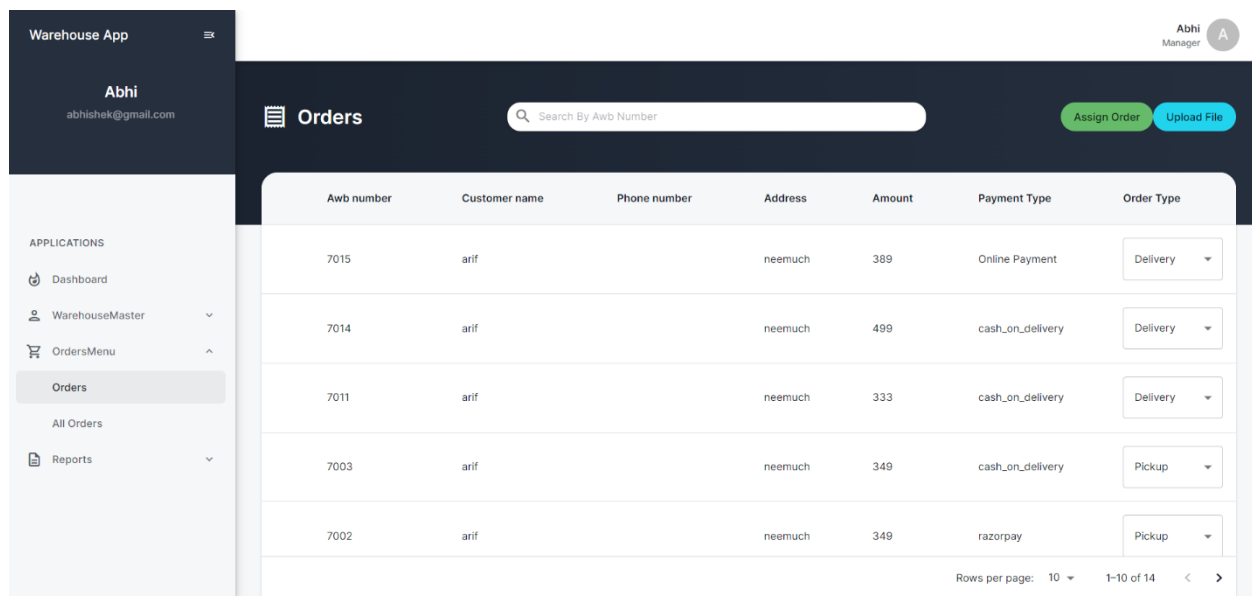 Warehouse App
Abhi
Manager
A
Abhi
abhishek@gmail.com
Orders
Search By Awb Number
Assign Order
Upload File
Awb number Customer name Phone number Address Amount Payment Type Order Type
APPLICATIONS
Dashboard
WarehouseMaster
OrdersMenu
Orders
All Orders
Reports
7015 arif neemuch 389 Online Payment Delivery
7014 arif neemuch 499 cash_on_delivery Delivery
7011 arif neemuch 333 cash_on_delivery Delivery
7003 arif neemuch 349 cash_on_delivery Pickup
7002 arif neemuch 349 razorpay Pickup
Rows per page: 10 1–10 of 14